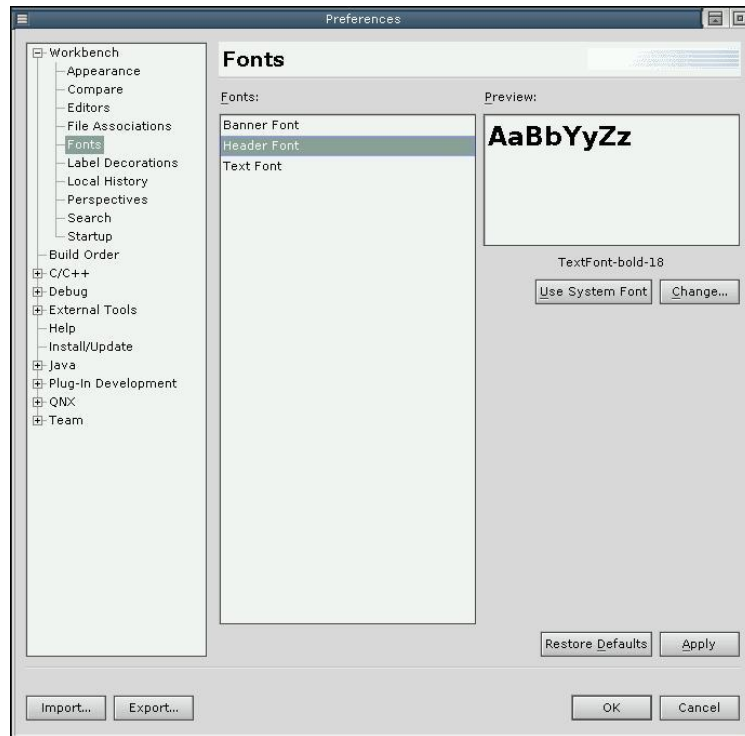 Preferences
Workbench
Appearance
Compare
Editors
File Associations
Fonts
Label Decorations
Local History
Perspectives
Search
Startup
Build Order
C/C++
Debug
External Tools
Help
Install/Update
Java
Plug-In Development
QNX
Team
Fonts
Fonts:
Banner Font
Header Font
Text Font
Preview:
AaBbYyZz
TextFont-bold-18
Use System Font
Change...
Restore Defaults
Apply
Import...
Export...
OK
Cancel